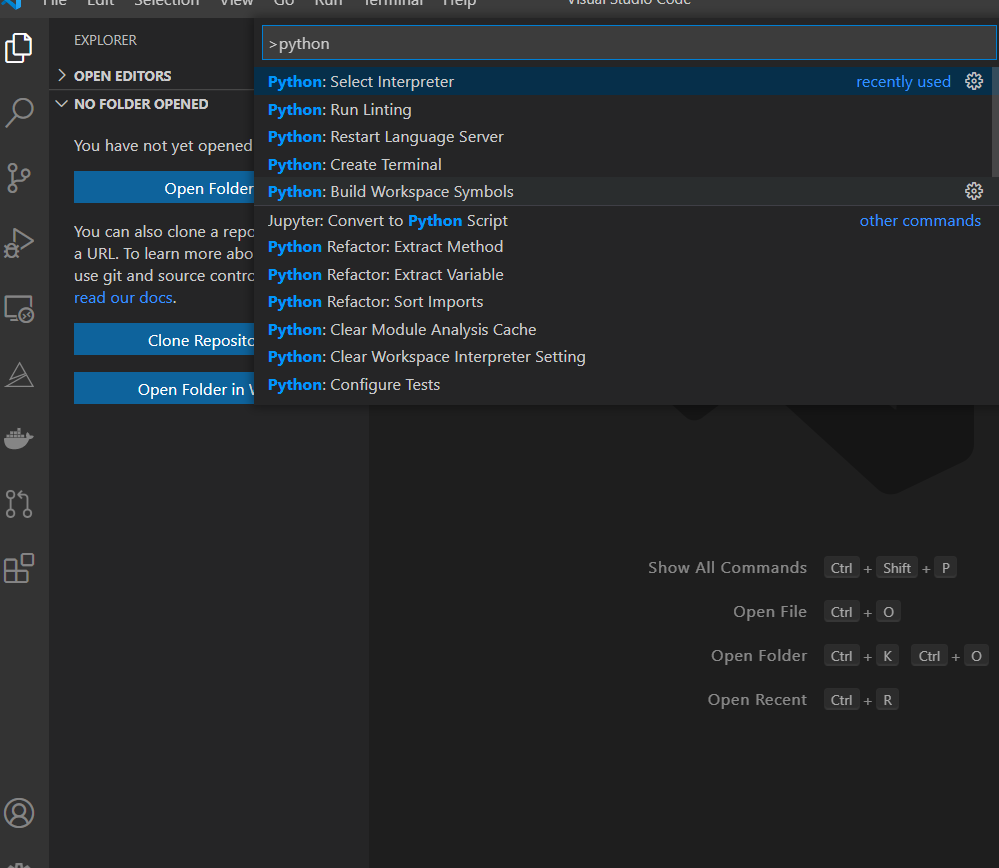 File Edit Selection View Go Run Terminal Help
Visual Studio Code
EXPLORER
OPEN EDITORS
NO FOLDER OPENED
You have not yet opened
Open Folder
You can also clone a repo
a URL. To learn more abo
use git and source contro
read our docs.
Clone Reposito
Open Folder in
>python
Python: Select Interpreter recently used
Python: Run Linting
Python: Restart Language Server
Python: Create Terminal
Python: Build Workspace Symbols
Jupyter: Convert to Python Script other commands
Python Refactor: Extract Method
Python Refactor: Extract Variable
Python Refactor: Sort Imports
Python: Clear Module Analysis Cache
Python: Clear Workspace Interpreter Setting
Python: Configure Tests
Show All Commands Ctrl + Shift + P
Open File Ctrl + O
Open Folder Ctrl + K Ctrl + O
Open Recent Ctrl + R